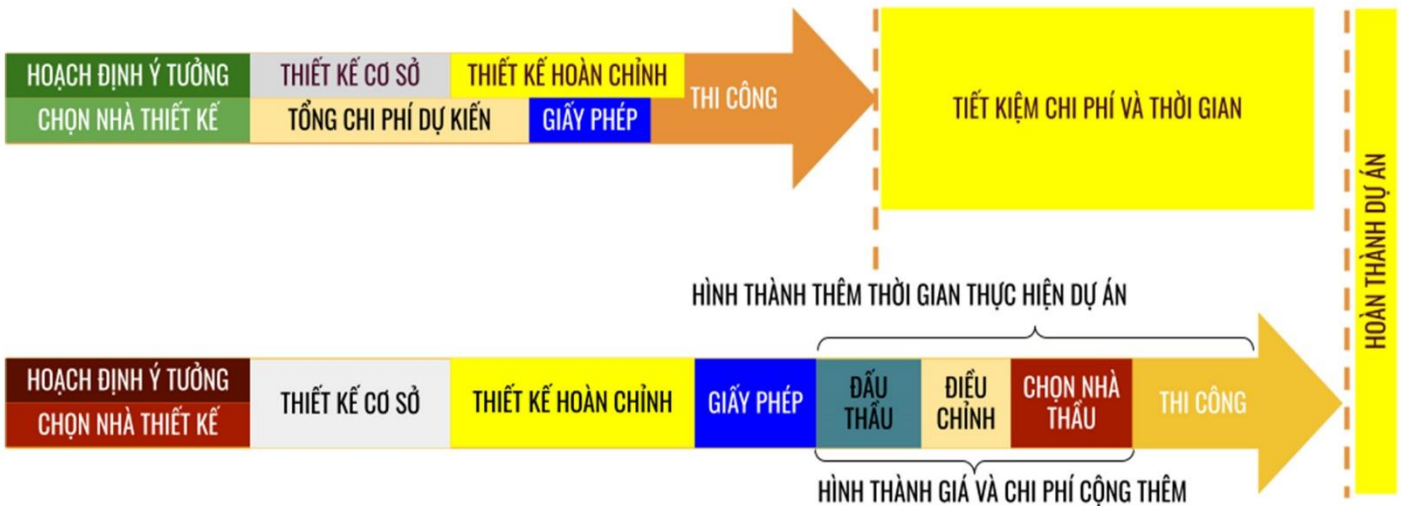 HOẠCH ĐỊNH Ý TƯỞNG
CHỌN NHÀ THIẾT KẾ
THIẾT KẾ CƠ SỞ
THIẾT KẾ HOÀN CHỈNH
TỔNG CHI PHÍ DỰ KIẾN
GIẤY PHÉP
THI CÔNG
TIẾT KIỆM CHI PHÍ VÀ THỜI GIAN
HOÀN THÀNH DỰ ÁN
HÌNH THÀNH THÊM THỜI GIAN THỰC HIỆN DỰ ÁN
HOẠCH ĐỊNH Ý TƯỞNG
CHỌN NHÀ THIẾT KẾ
THIẾT KẾ CƠ SỞ
THIẾT KẾ HOÀN CHỈNH
GIẤY PHÉP
ĐẤU
THẦU
ĐIỀU
CHỈNH
CHỌN NHÀ
THẦU
THI CÔNG
HÌNH THÀNH GIÁ VÀ CHI PHÍ CỘNG THÊM